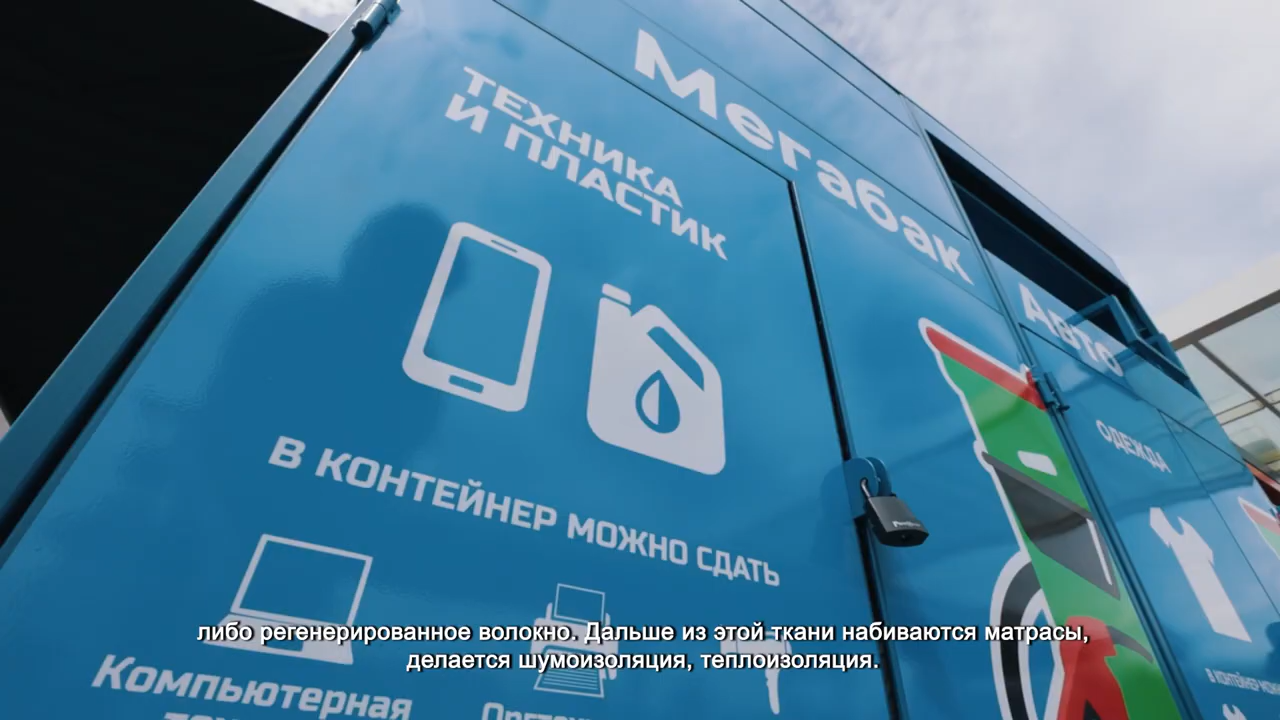 Мегабак
ТЕХНИКА
И ПЛАСТИК
Авто
ОДЕЖДА
В КОНТЕЙНЕР МОЖНО СДАТЬ
Компьютерная
либо регенерированное волокно. Дальше из этой ткани набиваются матрасы,
делается шумоизоляция, теплоизоляция.